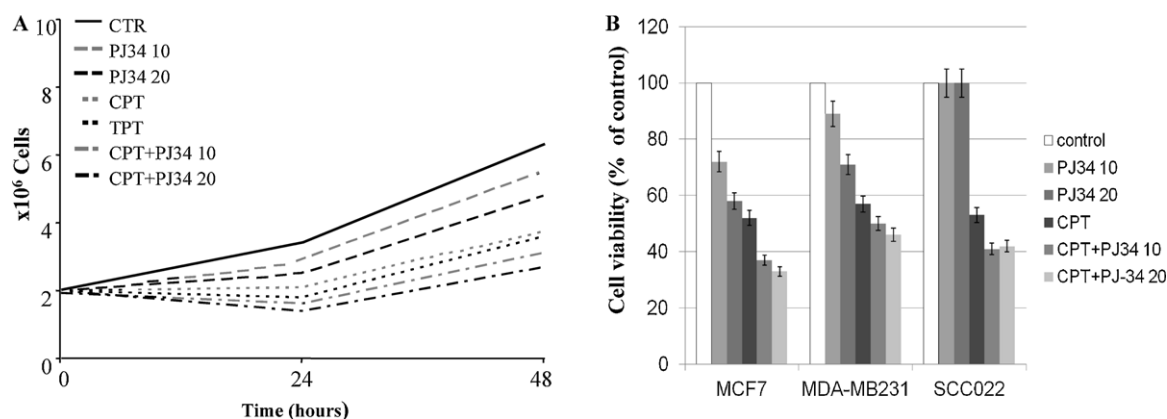 A
CTR
PJ34 10
PJ34 20
CPT
TPT
CPT+PJ34 10
CPT+PJ34 20
10
8
6
4
2
0
x10⁶ Cells
0
24
48
Time (hours)
B
120
100
80
60
40
20
0
Cell viability (% of control)
MCF7
MDA-MB231
SCC022
control
PJ34 10
PJ34 20
CPT
CPT+PJ34 10
CPT+PJ-34 20